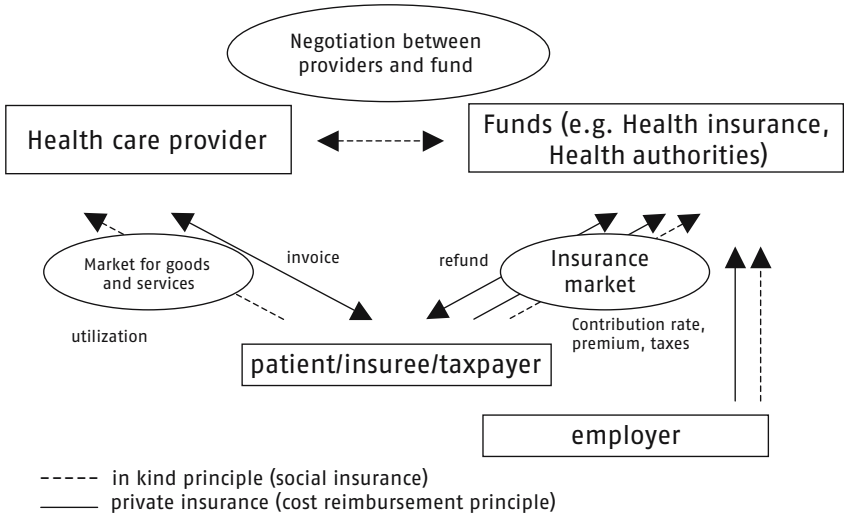 Negotiation between
providers and fund
Health care provider
Funds (e.g. Health insurance,
Health authorities)
Market for goods
and services
invoice
refund
Insurance
market
utilization
Contribution rate,
premium, taxes
patient/insuree/taxpayer
employer
in kind principle (social insurance)
private insurance (cost reimbursement principle)